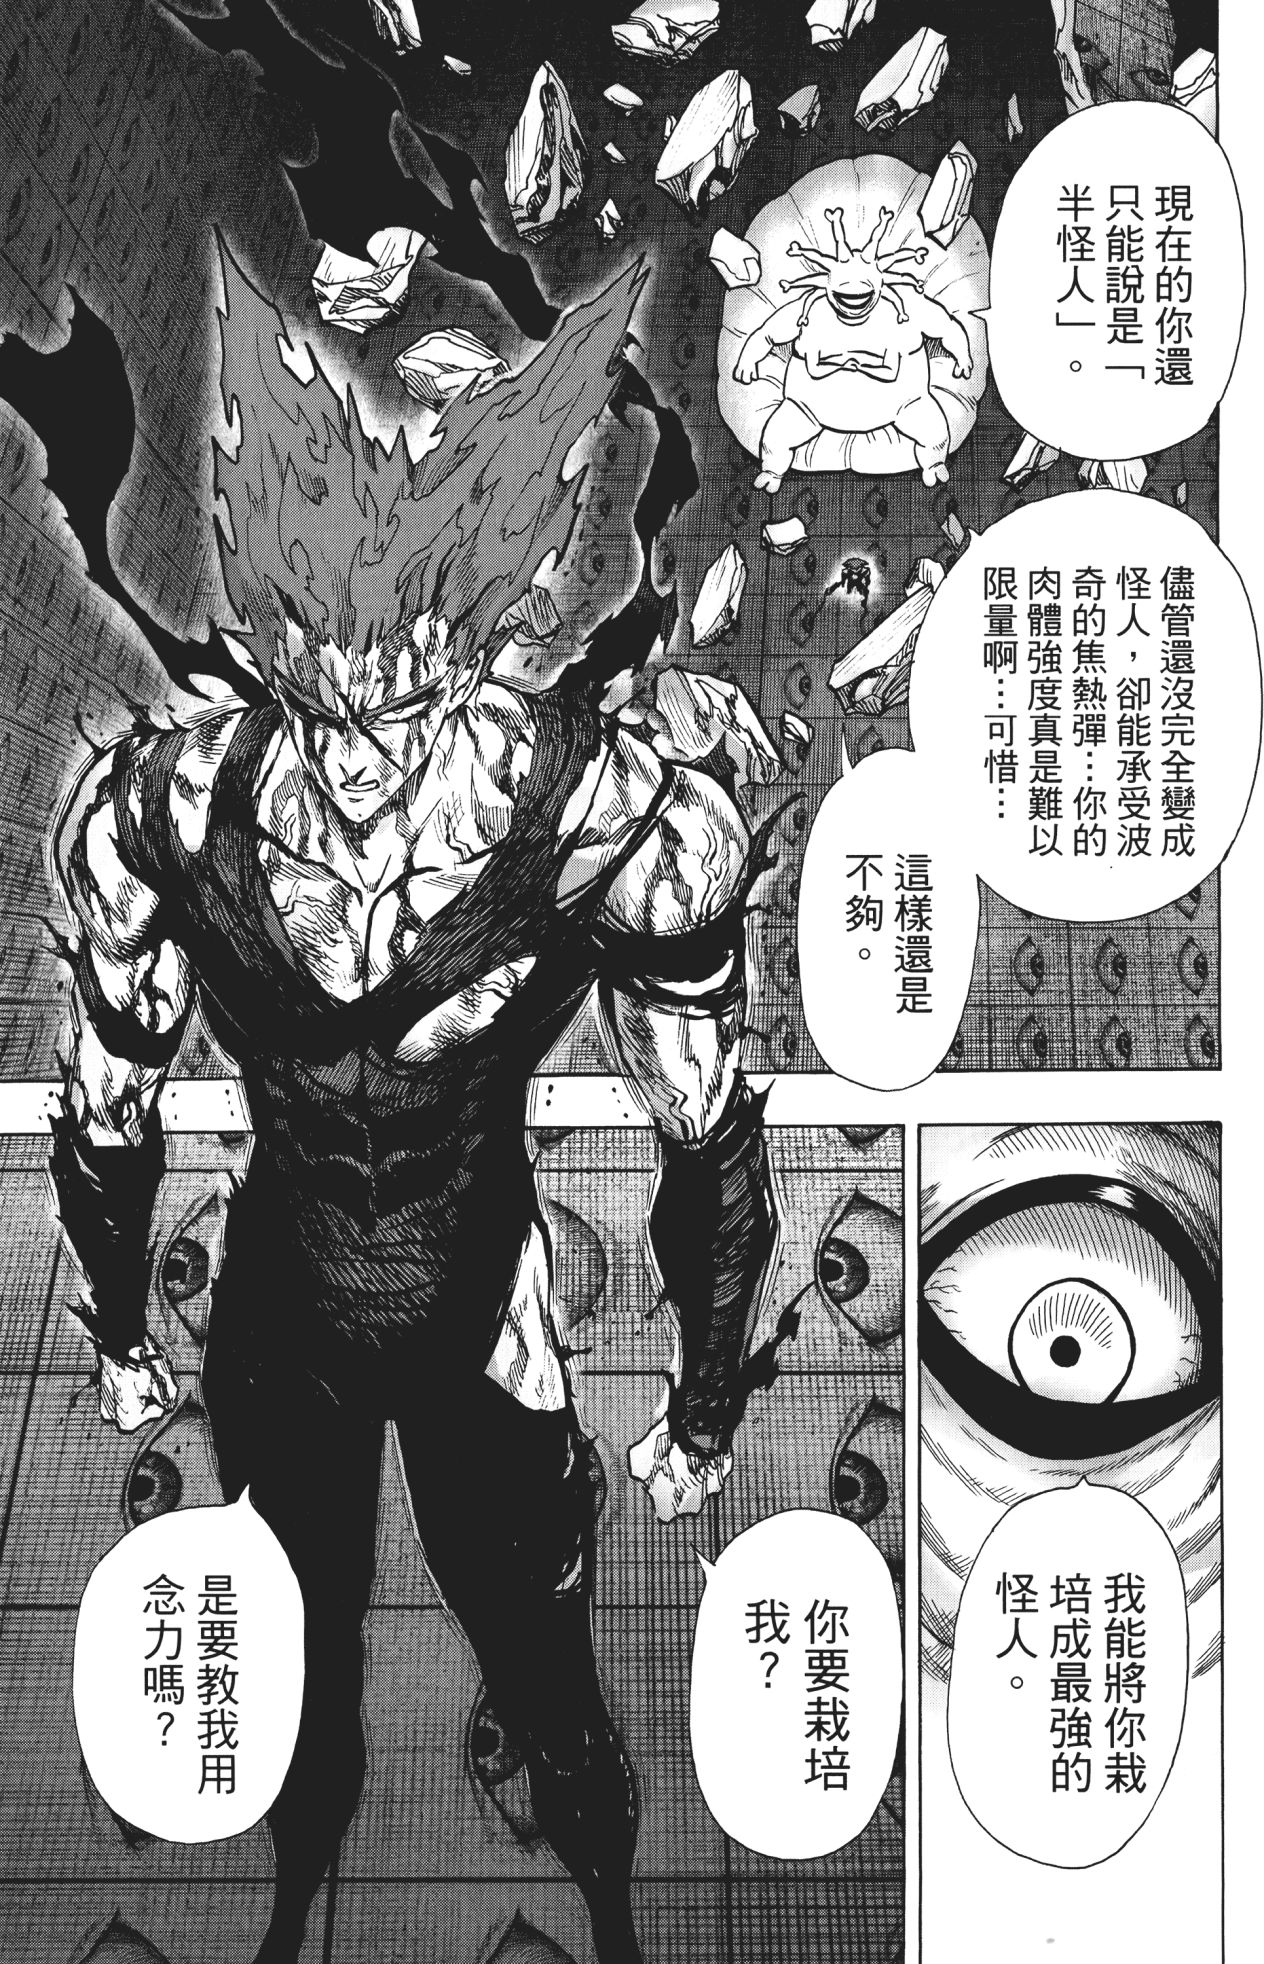 現在的你還
只能說是「
半怪人」。
儘管還沒完全變成
怪人，卻能承受波
奇的焦熱彈…你的
肉體強度真是難以
限量啊…可惜…
這樣還是
不夠。
我能將你栽
培成最強的
怪人。
你要栽培
我？
是要教我用
念力嗎？